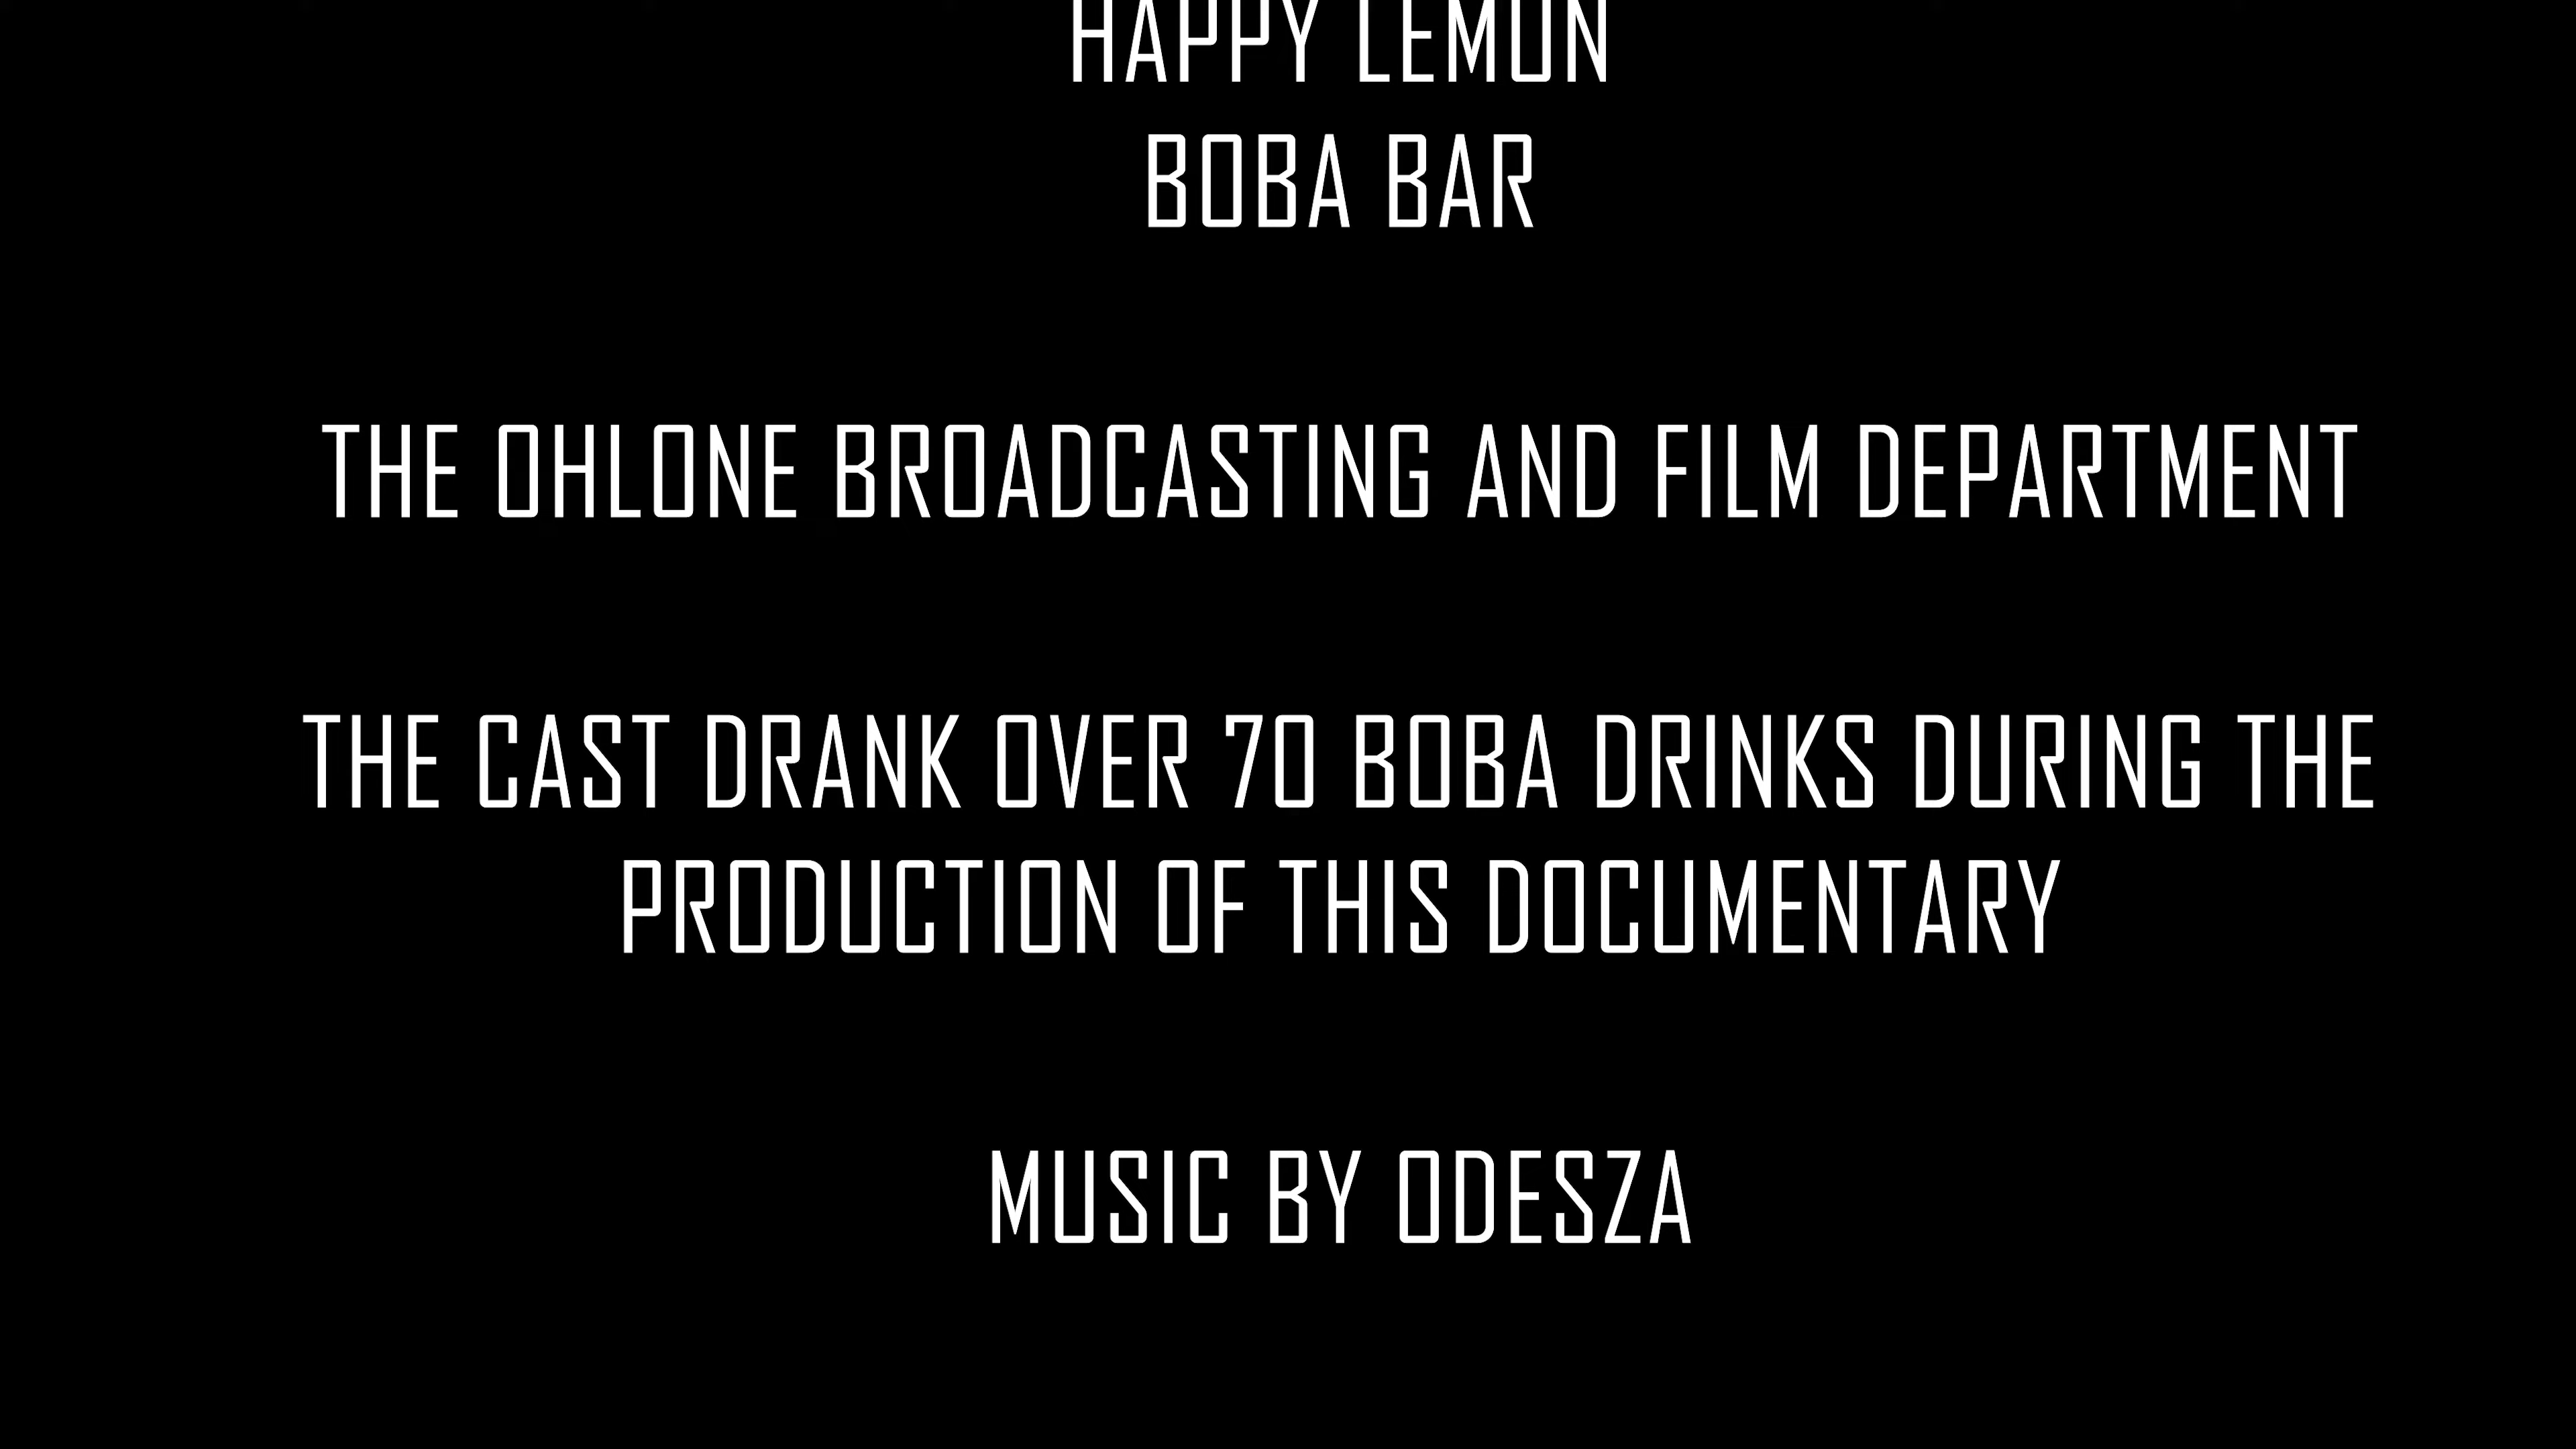 HAPPY LEMON
BOBA BAR
THE OHLONE BROADCASTING AND FILM DEPARTMENT
THE CAST DRANK OVER 70 BOBA DRINKS DURING THE
PRODUCTION OF THIS DOCUMENTARY
MUSIC BY ODESZA